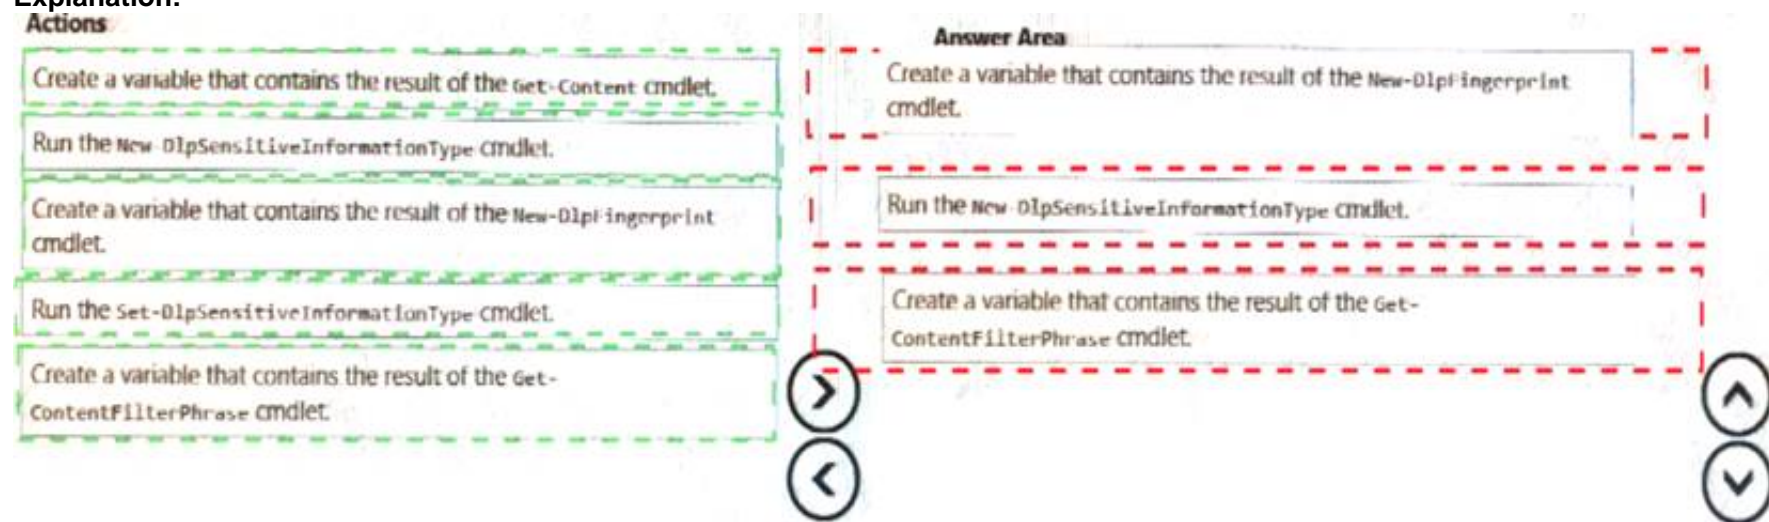 Explanation:
Actions
Create a variable that contains the result of the Get-Content cmdlet.
Run the New-DlpSensitiveInformationType cmdlet.
Create a variable that contains the result of the New-DlpFingerprint
cmdlet.
Run the Set-DlpSensitiveInformationType cmdlet.
Create a variable that contains the result of the Get-
ContentFilterPhrase cmdlet.
Answer Area
Create a variable that contains the result of the New-DlpFingerprint
cmdlet.
Run the New-DlpSensitiveInformationType cmdlet.
Create a variable that contains the result of the Get-
ContentFilterPhrase cmdlet.